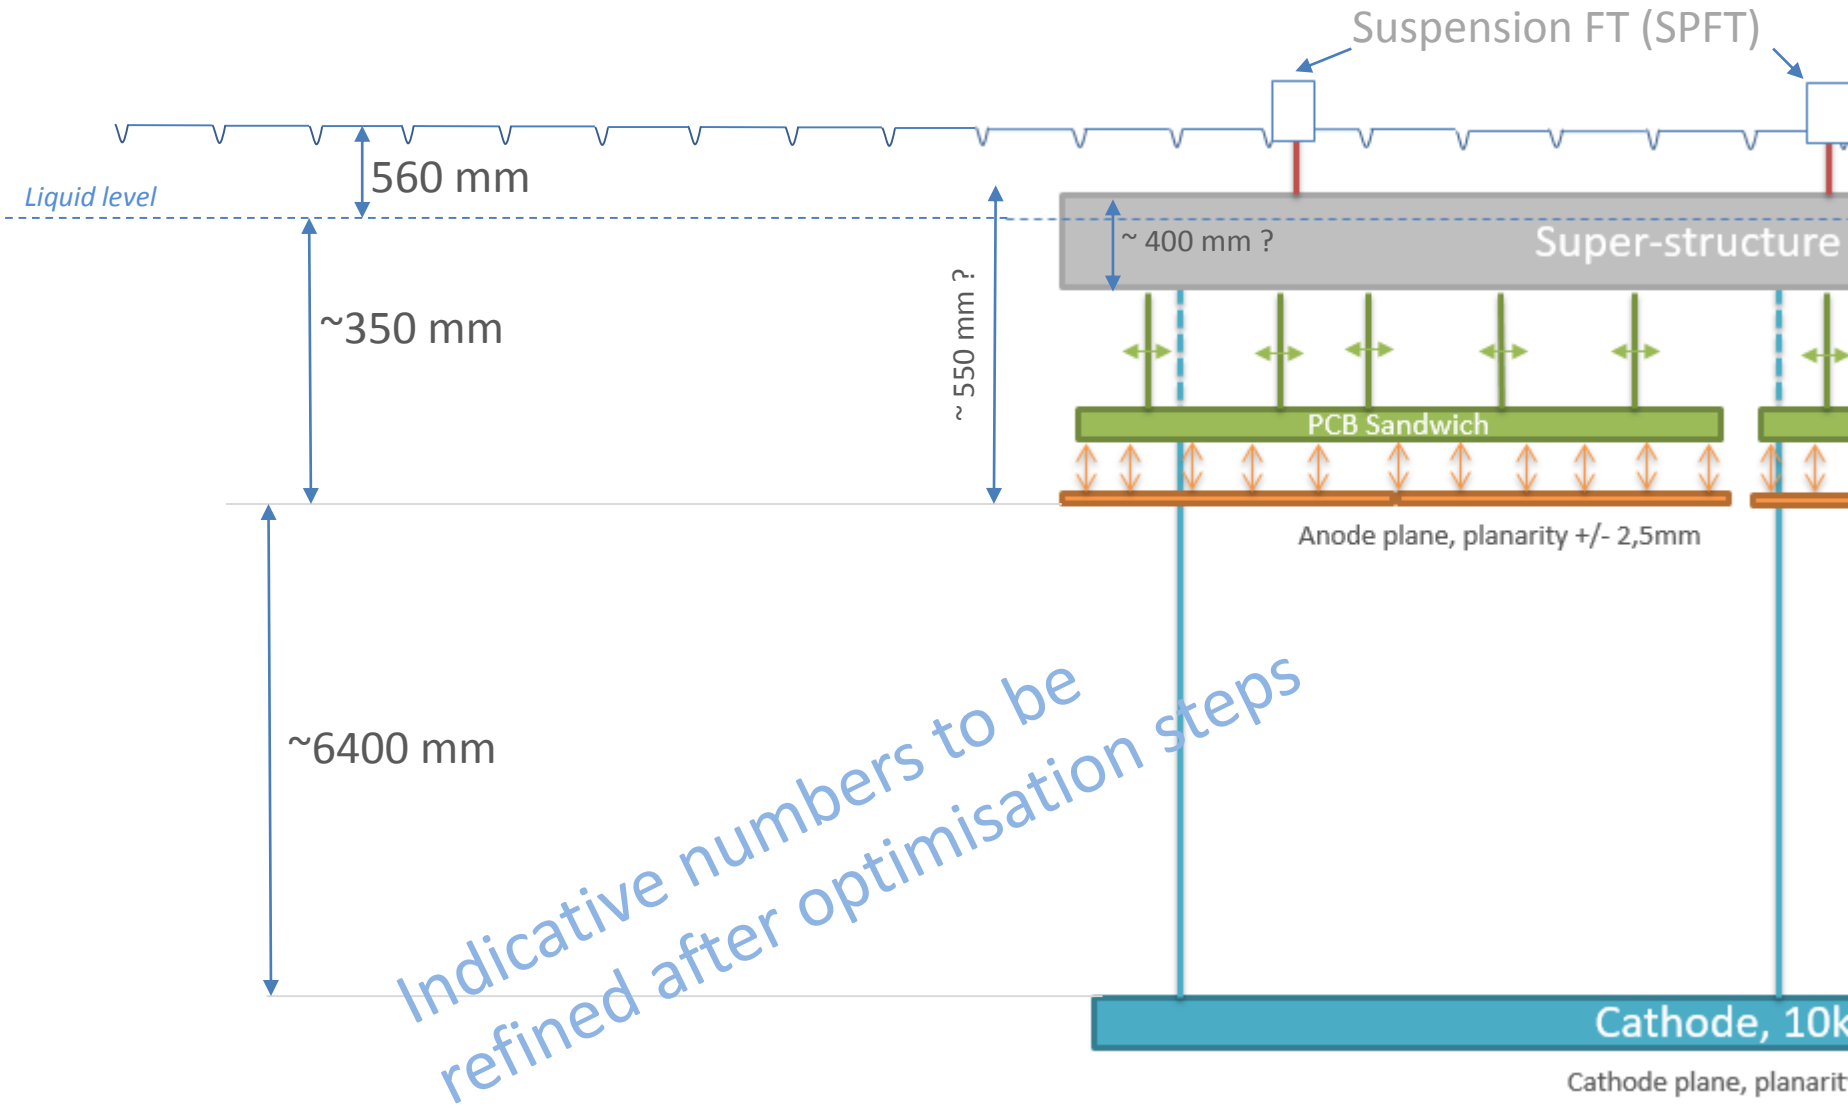 Suspension FT (SPFT)
560 mm
Liquid level
~ 400 mm ?
Super-structure
~350 mm
~ 550 mm ?
PCB Sandwich
Anode plane, planarity +/- 2,5mm
~6400 mm
Indicative numbers to be
refined after optimisation steps
Cathode, 10k
Cathode plane, planarit